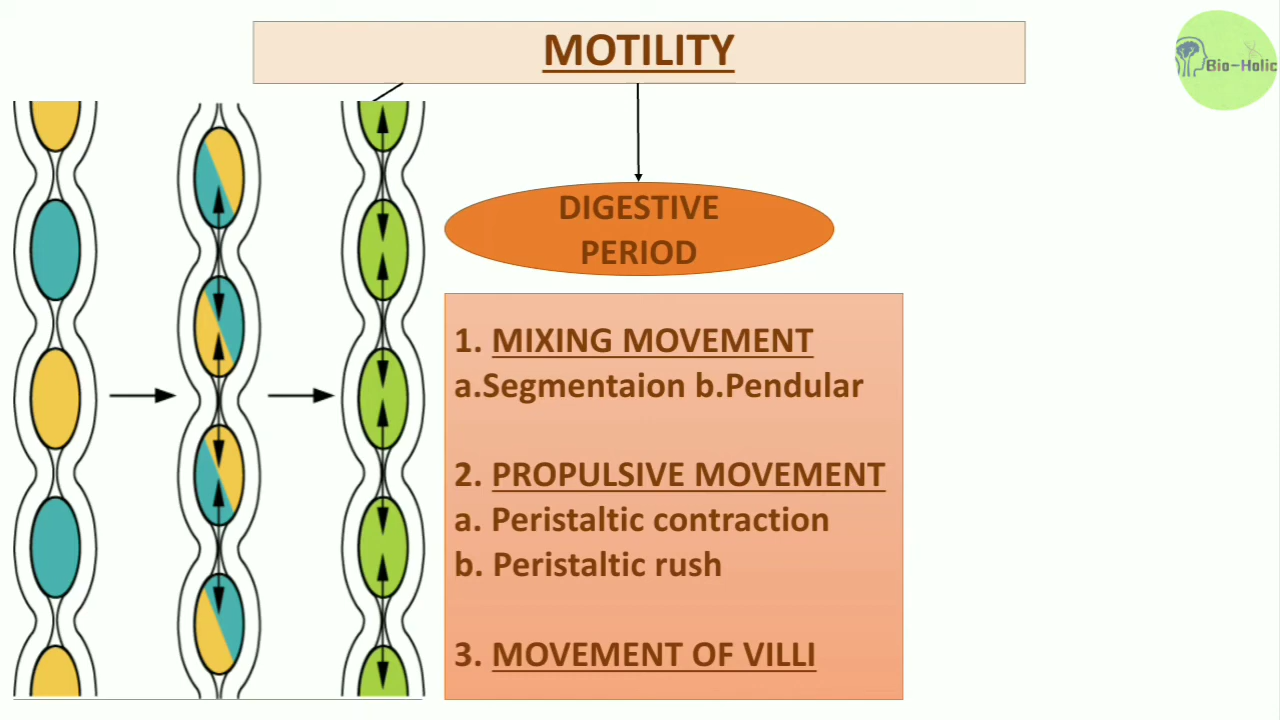 MOTILITY
Bio-Holic
DIGESTIVE
PERIOD
1. MIXING MOVEMENT
a.Segmentaion b.Pendular
2. PROPULSIVE MOVEMENT
a. Peristaltic contraction
b. Peristaltic rush
3. MOVEMENT OF VILLI